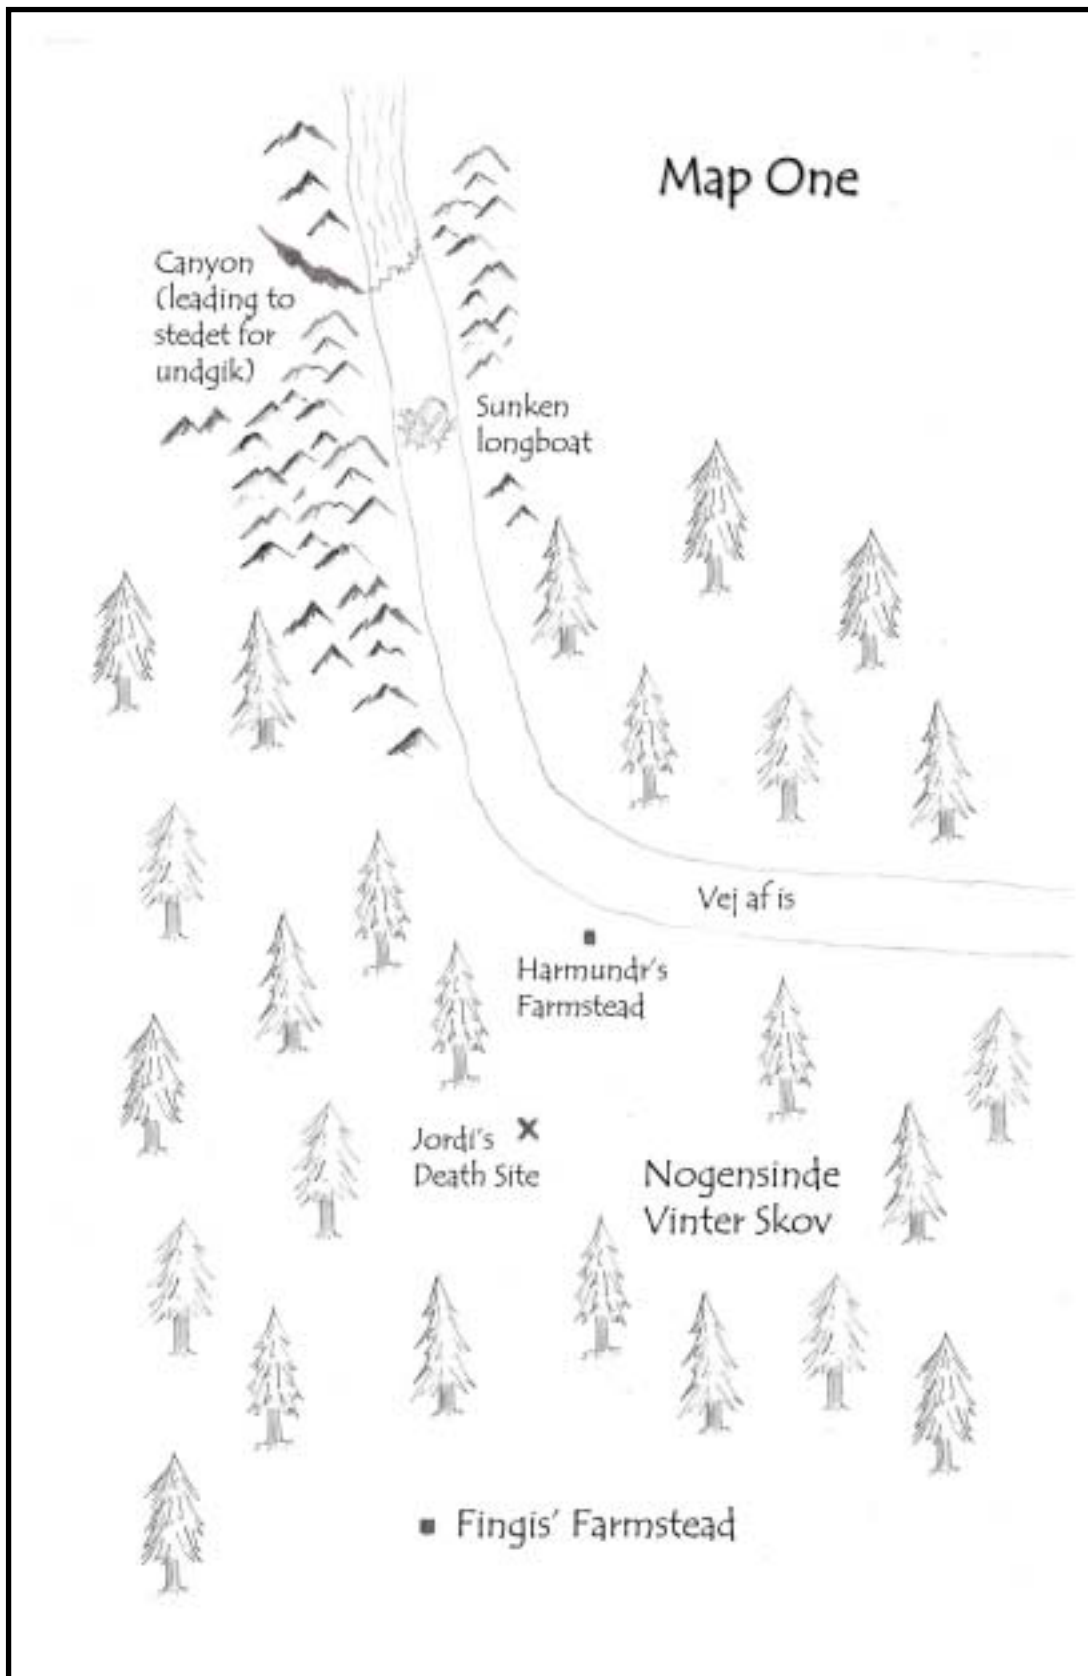 Map One
Canyon
(leading to
stedet for
undgik)
Sunken
longboat
Vej af is
Harmundr's
Farmstead
Jordi's
Death Site
Nogensinde
Vinter Skov
Fingis' Farmstead